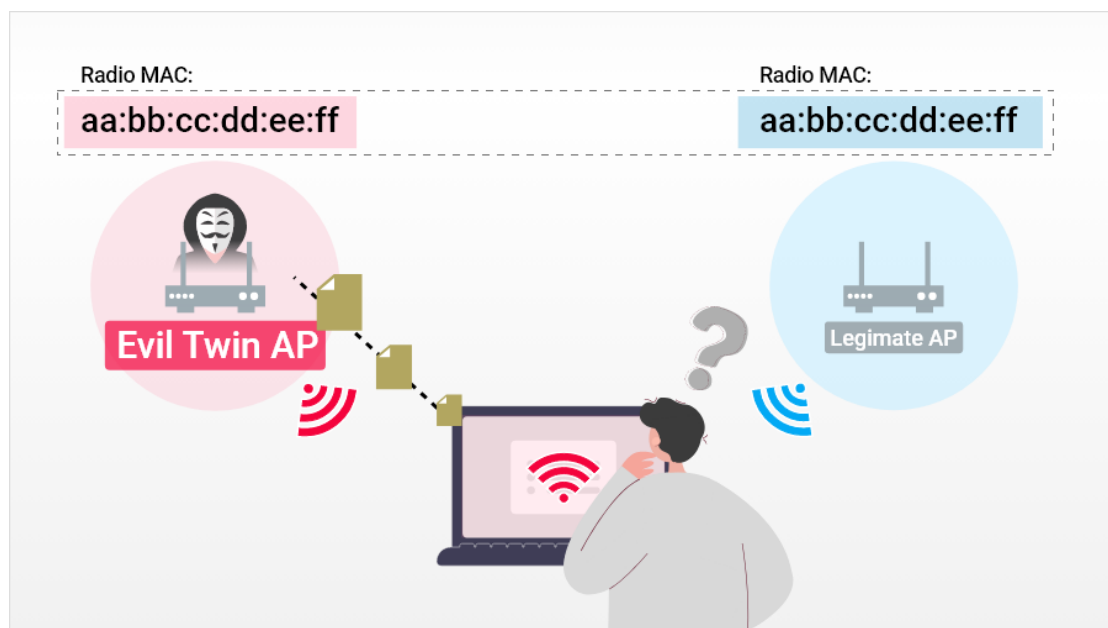 Radio MAC:
aa:bb:cc:dd:ee:ff
Radio MAC:
aa:bb:cc:dd:ee:ff
Evil Twin AP
Legimate AP